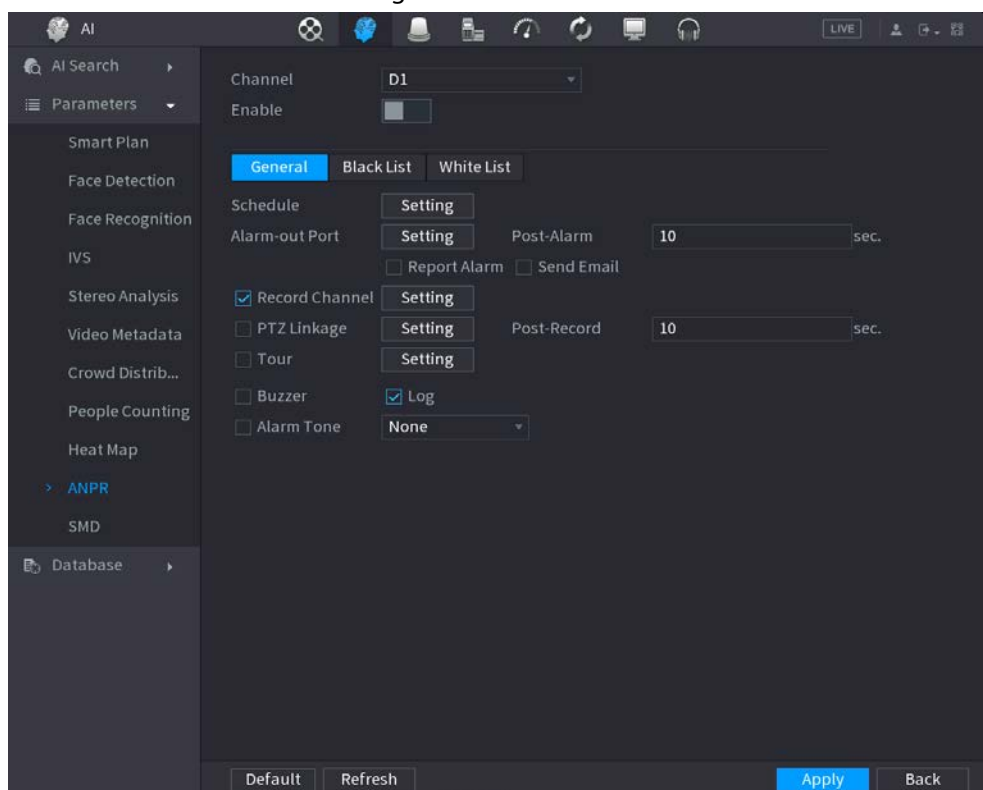 AI
LIVE
AI Search
Parameters
Smart Plan
Face Detection
Face Recognition
IVS
Stereo Analysis
Video Metadata
Crowd Distrib...
People Counting
Heat Map
ANPR
SMD
Database
Channel D1
Enable
General Black List White List
Schedule Setting
Alarm-out Port Setting Post-Alarm 10 sec.
Report Alarm Send Email
Record Channel Setting
PTZ Linkage Setting Post-Record 10 sec.
Tour Setting
Buzzer Log
Alarm Tone None
Default Refresh Apply Back